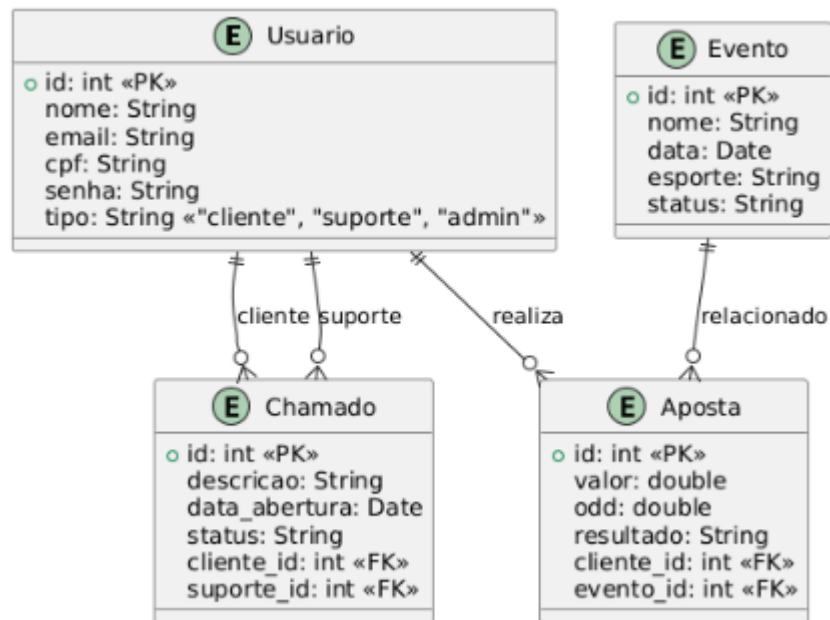 E Usuario
id: int «PK»
nome: String
email: String
cpf: String
senha: String
tipo: String «"cliente", "suporte", "admin"»
E Evento
id: int «PK»
nome: String
data: Date
esporte: String
status: String
cliente
suporte
realiza
relacionado
E Chamado
id: int «PK»
descricao: String
data_abertura: Date
status: String
cliente_id: int «FK»
suporte_id: int «FK»
E Aposta
id: int «PK»
valor: double
odd: double
resultado: String
cliente_id: int «FK»
evento_id: int «FK»